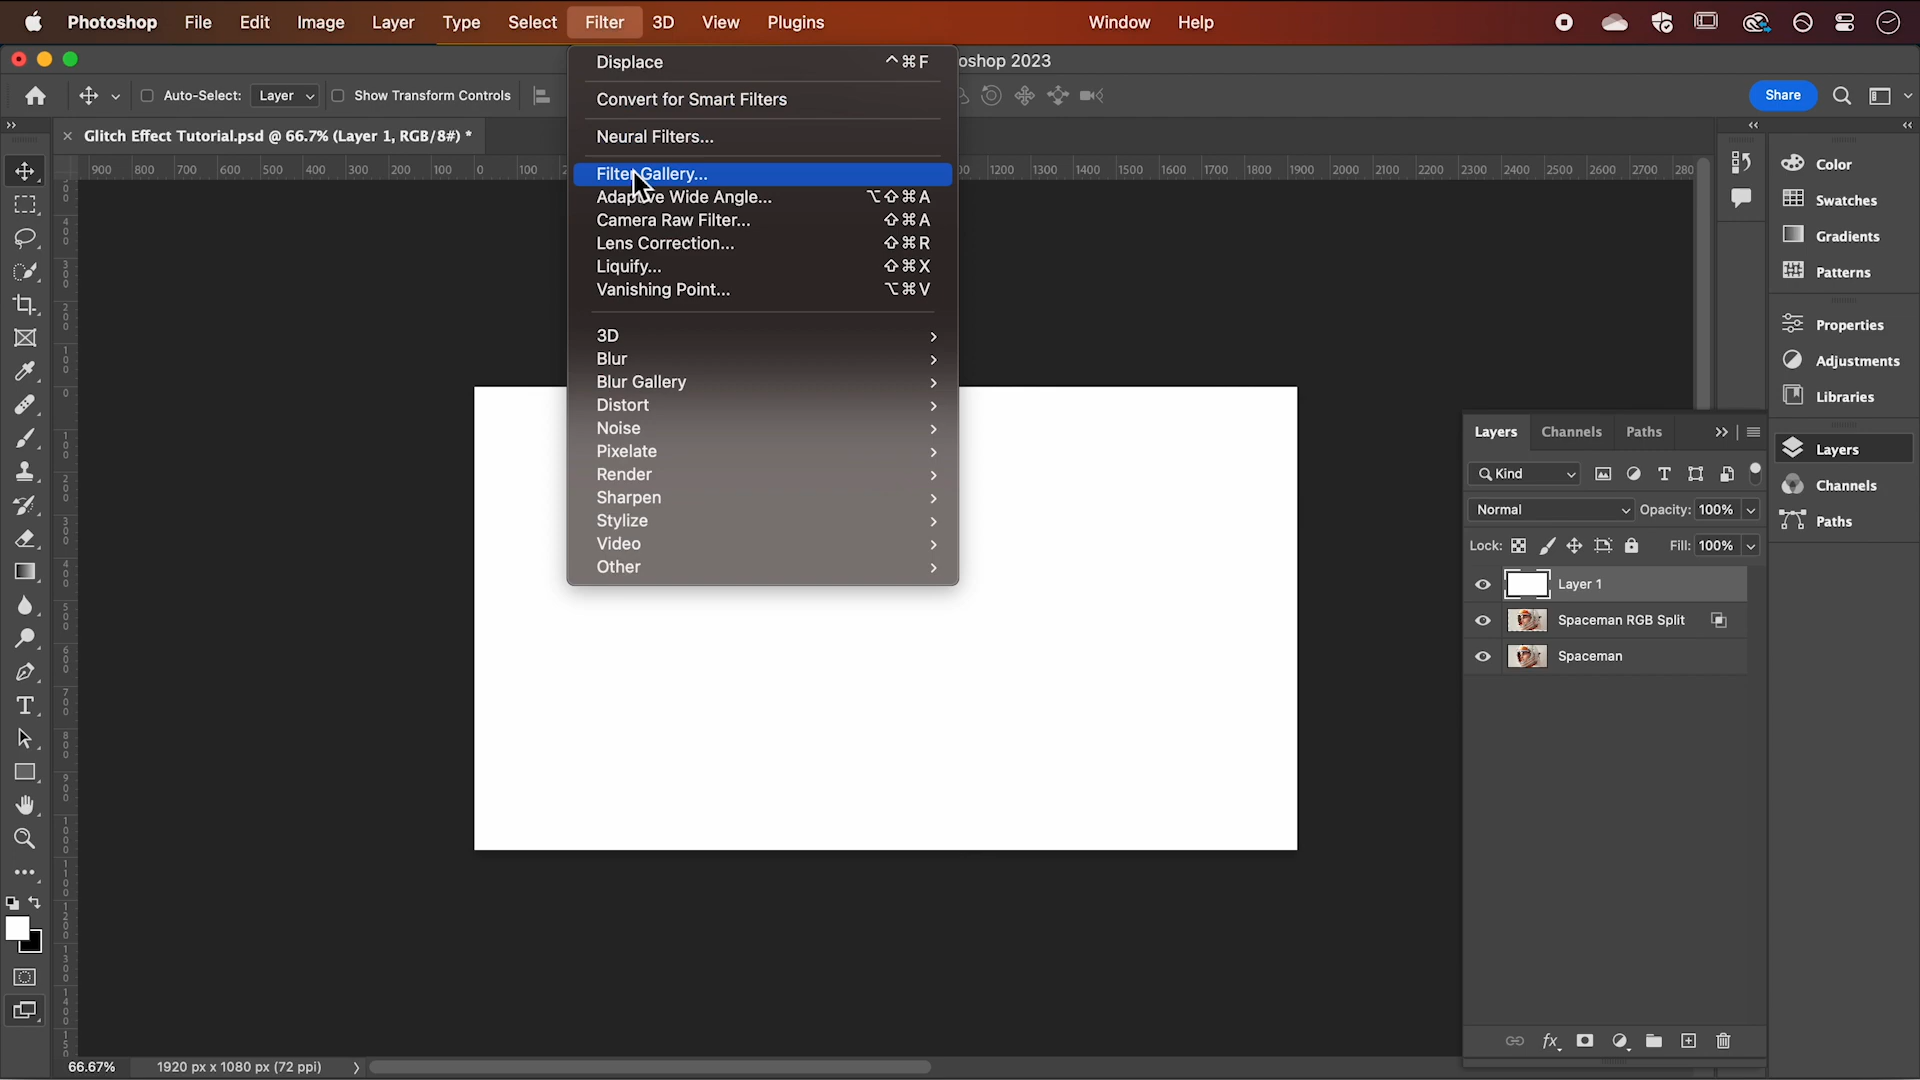 Photoshop File Edit Image Layer Type Select Filter 3D View Plugins Window Help
oshop 2023
Auto-Select: Layer Show Transform Controls
Share
× Glitch Effect Tutorial.psd @ 66.7% (Layer 1, RGB/8#) *
900 800 700 600 500 400 300 200 100 0 100 1200 1300 1400 1500 1600 1700 1800 1900 2000 2100 2200 2300 2400 2500 2600 2700 280
Displace ^⌘F
Convert for Smart Filters
Neural Filters...
Filter Gallery...
Adaptive Wide Angle... ⌥⇧⌘A
Camera Raw Filter... ⇧⌘A
Lens Correction... ⇧⌘R
Liquify... ⇧⌘X
Vanishing Point... ⌥⌘V
3D >
Blur >
Blur Gallery >
Distort >
Noise >
Pixelate >
Render >
Sharpen >
Stylize >
Video >
Other >
Color
Swatches
Gradients
Patterns
Properties
Adjustments
Libraries
Layers
Channels
Paths
Layers Channels Paths
Kind
Normal Opacity: 100%
Lock: Fill: 100%
Layer 1
Spaceman RGB Split
Spaceman
fx
66.67% 1920 px x 1080 px (72 ppi) >